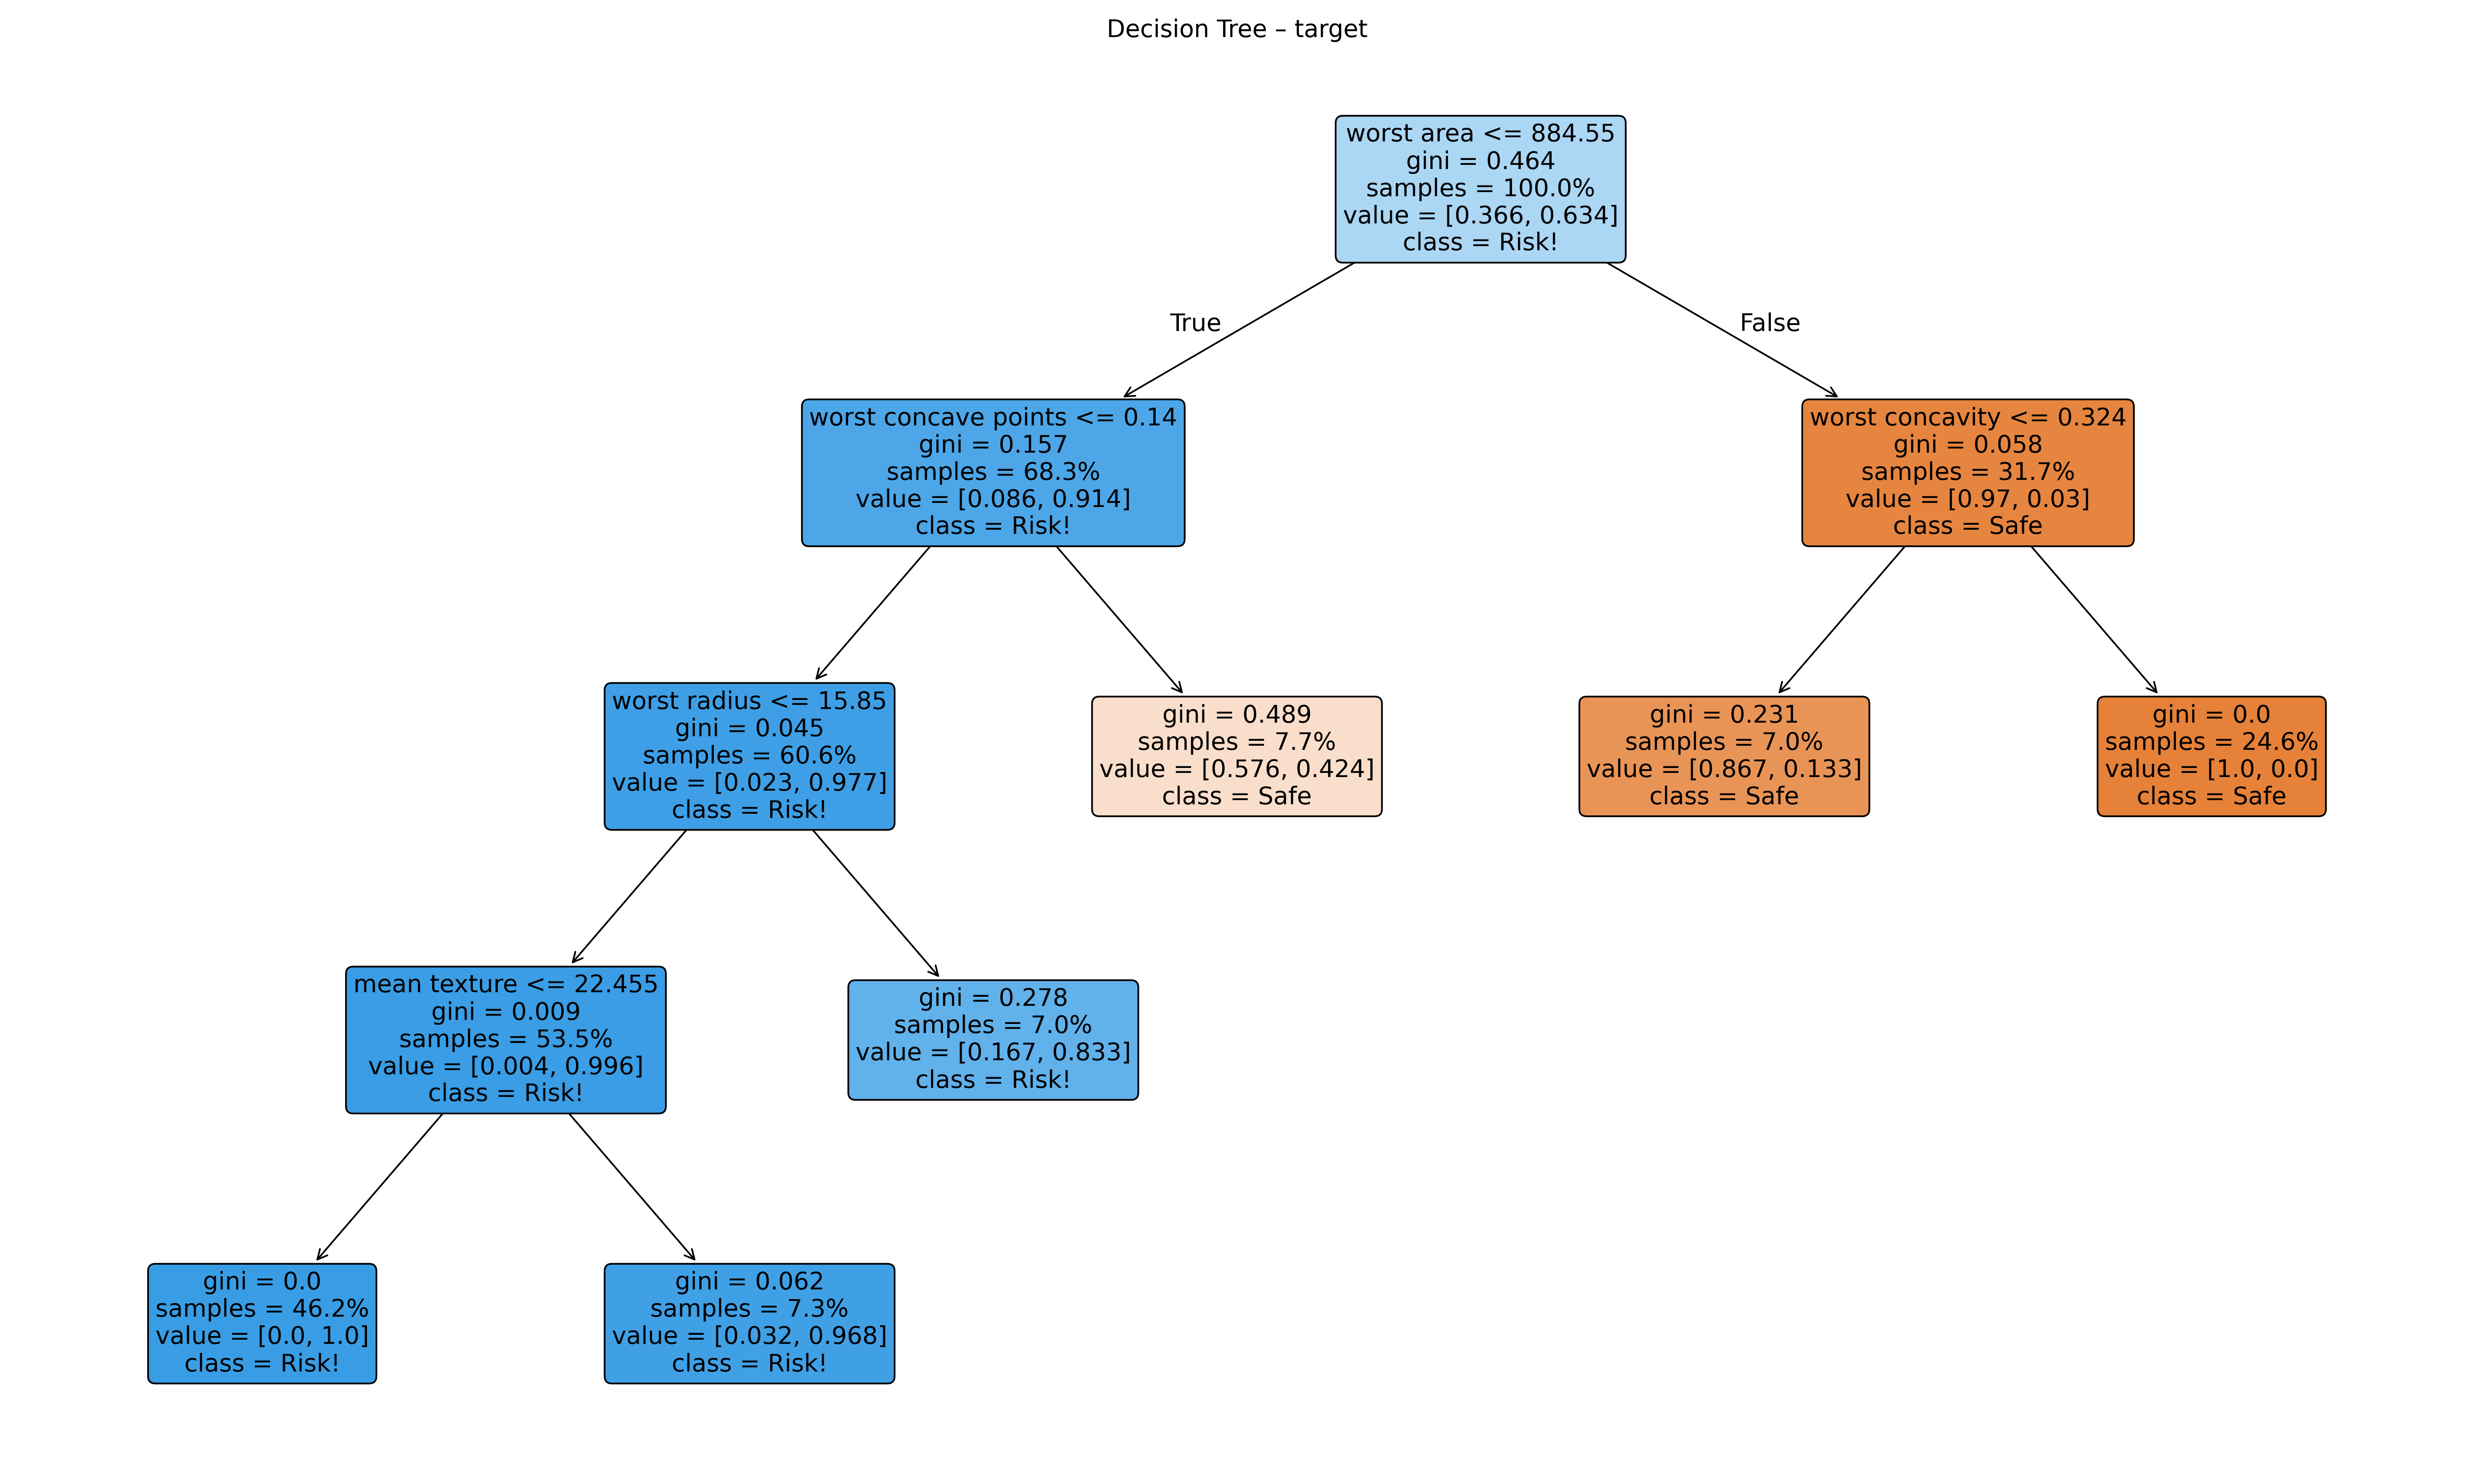 Decision Tree – target
worst area <= 884.55
gini = 0.464
samples = 100.0%
value = [0.366, 0.634]
class = Risk!
True
False
worst concave points <= 0.14
gini = 0.157
samples = 68.3%
value = [0.086, 0.914]
class = Risk!
worst concavity <= 0.324
gini = 0.058
samples = 31.7%
value = [0.97, 0.03]
class = Safe
worst radius <= 15.85
gini = 0.045
samples = 60.6%
value = [0.023, 0.977]
class = Risk!
gini = 0.489
samples = 7.7%
value = [0.576, 0.424]
class = Safe
gini = 0.231
samples = 7.0%
value = [0.867, 0.133]
class = Safe
gini = 0.0
samples = 24.6%
value = [1.0, 0.0]
class = Safe
mean texture <= 22.455
gini = 0.009
samples = 53.5%
value = [0.004, 0.996]
class = Risk!
gini = 0.278
samples = 7.0%
value = [0.167, 0.833]
class = Risk!
gini = 0.0
samples = 46.2%
value = [0.0, 1.0]
class = Risk!
gini = 0.062
samples = 7.3%
value = [0.032, 0.968]
class = Risk!